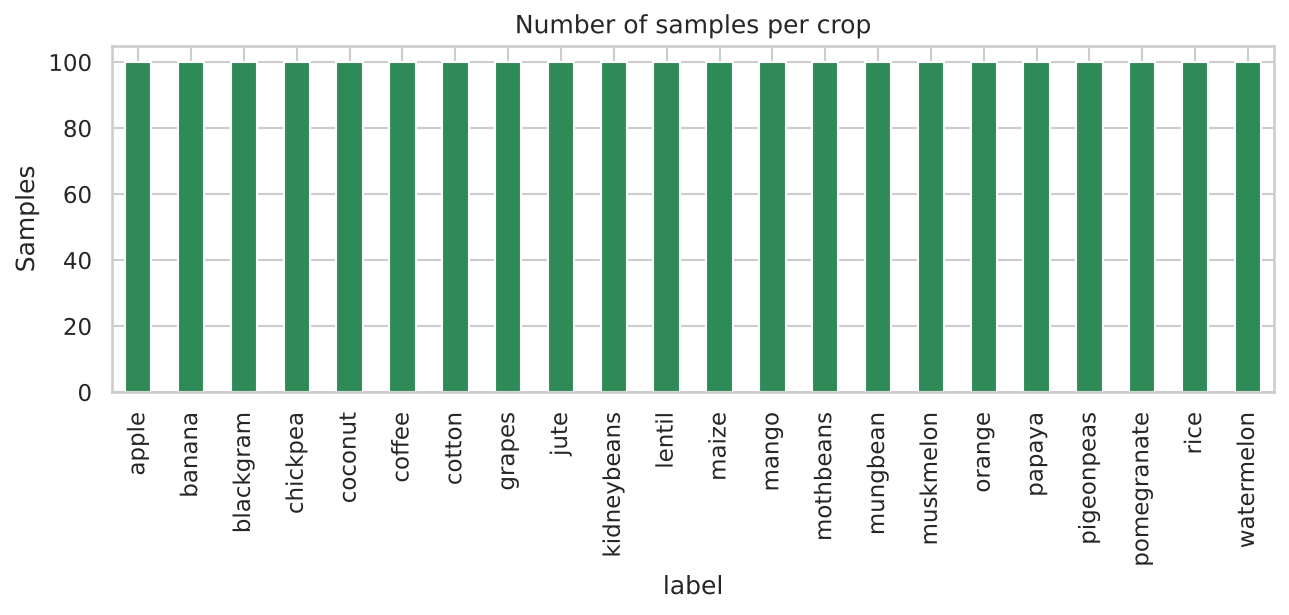 Number of samples per crop
Samples
100
80
60
40
20
0
apple
banana
blackgram
chickpea
coconut
coffee
cotton
grapes
jute
kidneybeans
lentil
maize
mango
mothbeans
mungbean
muskmelon
orange
papaya
pigeonpeas
pomegranate
rice
watermelon
label